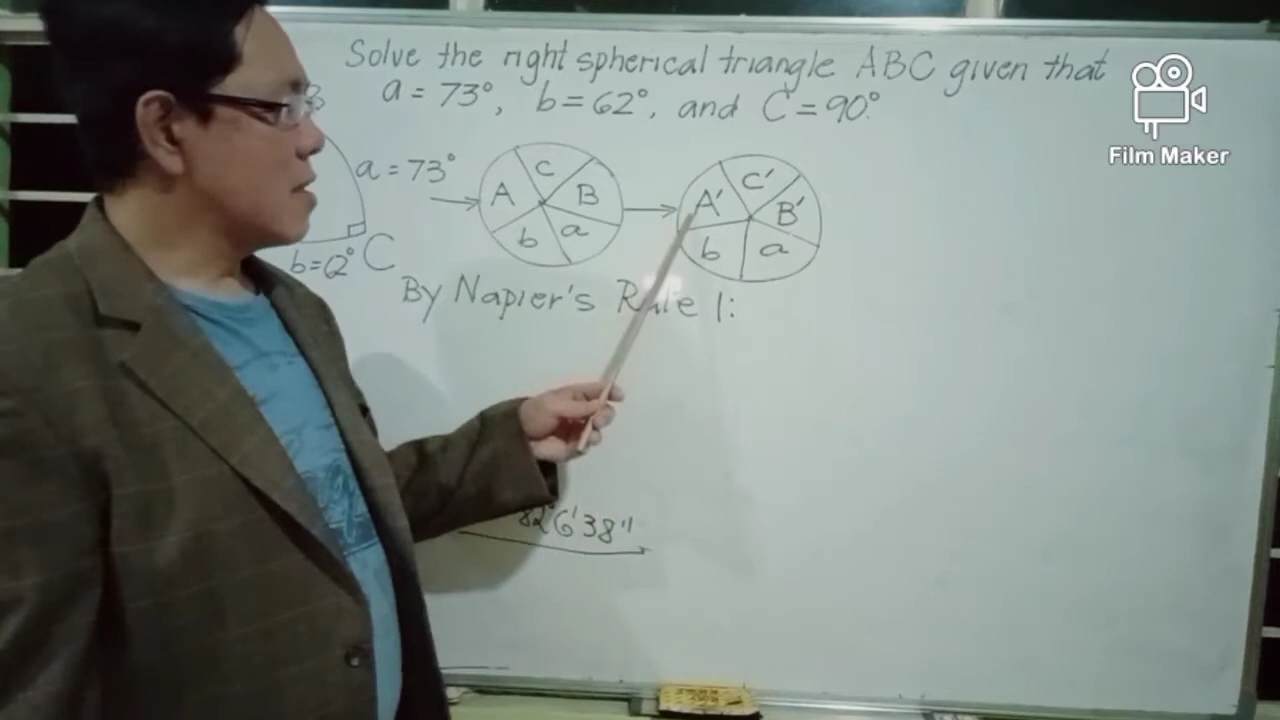 Solve the right spherical triangle ABC given that
a = 73°, b = 62°, and C = 90°.
B
a = 73°
b = 62° C
A c B b a
A' c' B' b a
By Napier's Rule 1:
82°6'38"
Film Maker